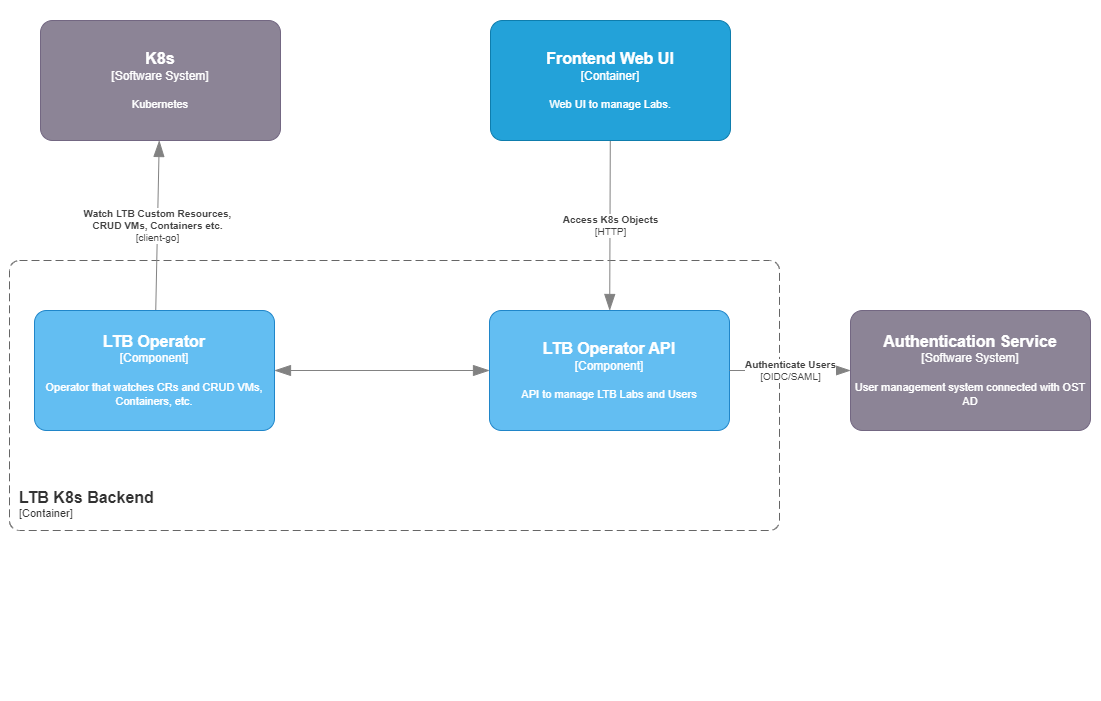 K8s
[Software System]
Kubernetes
Frontend Web UI
[Container]
Web UI to manage Labs.
Watch LTB Custom Resources,
CRUD VMs, Containers etc.
[client-go]
Access K8s Objects
[HTTP]
LTB Operator
[Component]
Operator that watches CRs and CRUD VMs,
Containers, etc.
LTB Operator API
[Component]
API to manage LTB Labs and Users
Authenticate Users
[OIDC/SAML]
Authentication Service
[Software System]
User management system connected with OST
AD
LTB K8s Backend
[Container]